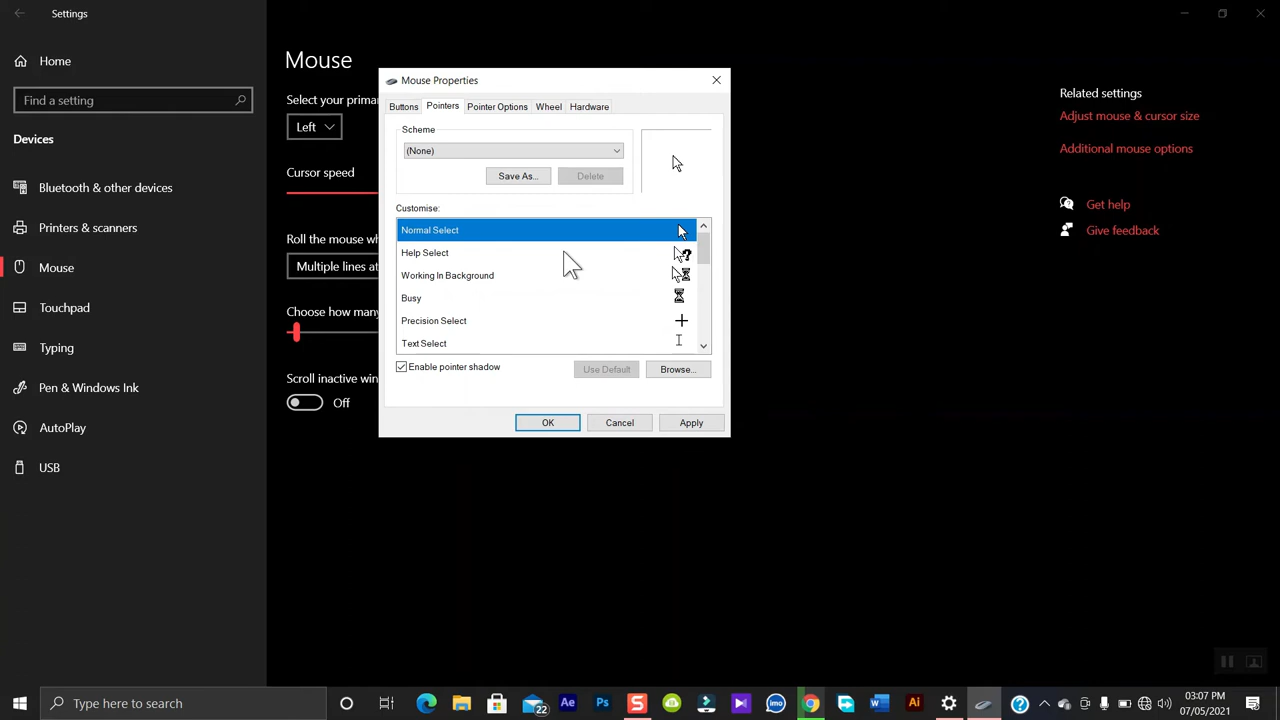 Settings
Home
Find a setting
Devices
Bluetooth & other devices
Printers & scanners
Mouse
Touchpad
Typing
Pen & Windows Ink
AutoPlay
USB
Mouse
Select your primar
Left
Cursor speed
Roll the mouse wh
Multiple lines at
Choose how many
Scroll inactive win
Off
Mouse Properties
Buttons
Pointers
Pointer Options
Wheel
Hardware
Scheme
(None)
Save As...
Delete
Customise:
Normal Select
Help Select
Working In Background
Busy
Precision Select
Text Select
Enable pointer shadow
Use Default
Browse...
OK
Cancel
Apply
Related settings
Adjust mouse & cursor size
Additional mouse options
Get help
Give feedback
Type here to search
22
Ae
Ps
S
imo
W
Ai
03:07 PM
07/05/2021